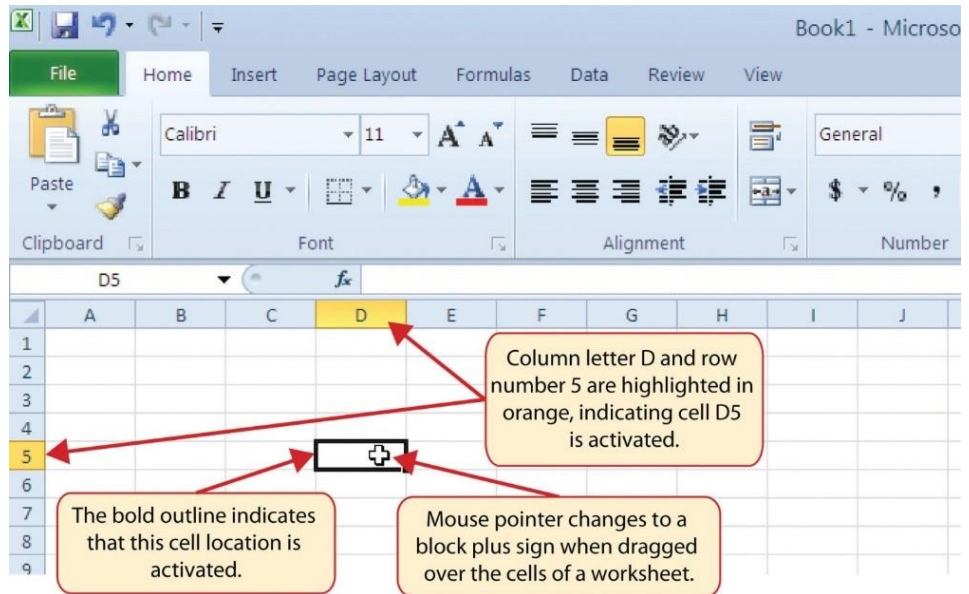 Book1 - Microso
File Home Insert Page Layout Formulas Data Review View
Calibri 11 A A General
Paste B I U A a $ % ,
Clipboard Font Alignment Number
D5 fx
A B C D E F G H I J
1
2
3
4
5
6
7
8
9
Column letter D and row
number 5 are highlighted in
orange, indicating cell D5
is activated.
The bold outline indicates
that this cell location is
activated.
Mouse pointer changes to a
block plus sign when dragged
over the cells of a worksheet.